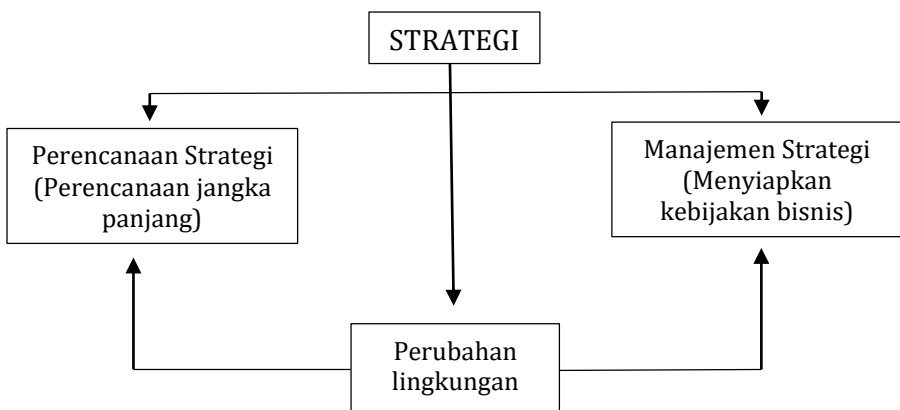 STRATEGI
Perencanaan Strategi
(Perencanaan jangka
panjang)
Manajemen Strategi
(Menyiapkan
kebijakan bisnis)
Perubahan
lingkungan